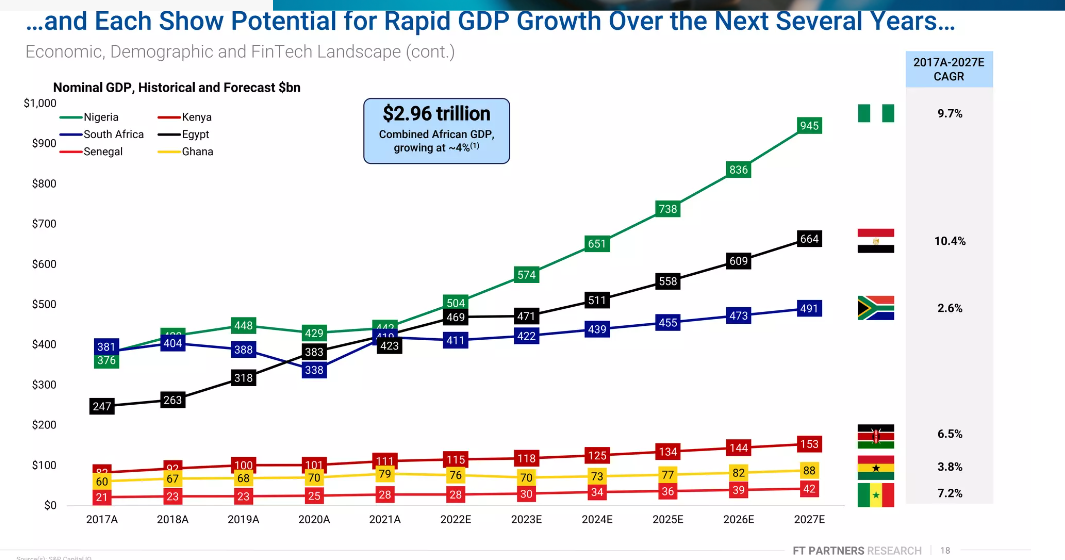 …and Each Show Potential for Rapid GDP Growth Over the Next Several Years…
Economic, Demographic and FinTech Landscape (cont.)
2017A-2027E
CAGR
Nominal GDP, Historical and Forecast $bn
Nigeria Kenya
South Africa Egypt
Senegal Ghana
$2.96 trillion
Combined African GDP,
growing at ~4%(1)
$1,000
$900
$800
$700
$600
$500
$400
$300
$200
$100
$0
376 448 429 504 574 651 738 836 945
247 263 318 383 423 469 471 511 558 609 664
381 404 388 338 411 422 439 455 473 491
100 101 111 115 118 125 134 144 153
60 67 68 70 79 76 70 73 77 82 88
21 23 23 25 28 28 30 34 36 39 42
9.7%
10.4%
2.6%
6.5%
3.8%
7.2%
2017A 2018A 2019A 2020A 2021A 2022E 2023E 2024E 2025E 2026E 2027E
FT PARTNERS RESEARCH 18